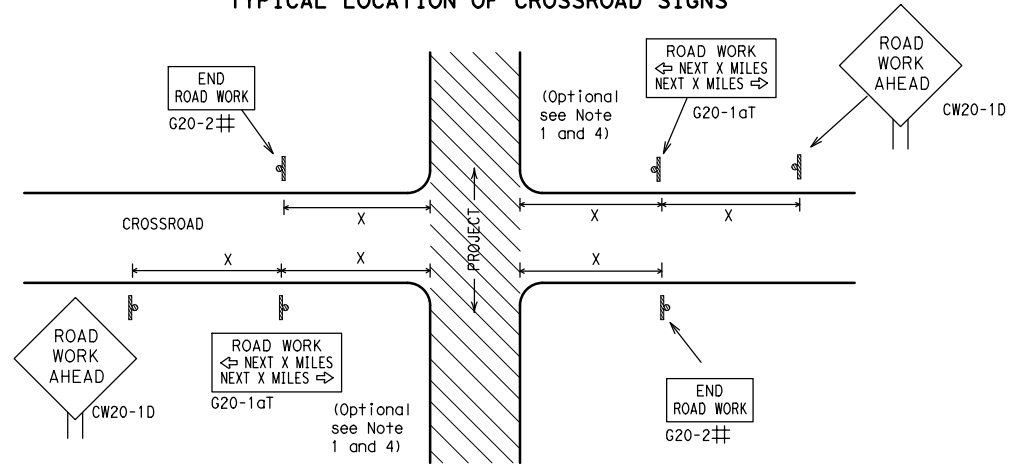 TYPICAL LOCATION OF CROSSROAD SIGNS
END
ROAD WORK
G20-2#
(Optional
see Note
1 and 4)
ROAD WORK
⇦ NEXT X MILES
NEXT X MILES ⇨
G20-1aT
ROAD
WORK
AHEAD
CW20-1D
X
X
X
CROSSROAD
PROJECT
X
X
X
ROAD
WORK
AHEAD
CW20-1D
ROAD WORK
⇦ NEXT X MILES
NEXT X MILES ⇨
G20-1aT
(Optional
see Note
1 and 4)
END
ROAD WORK
G20-2#